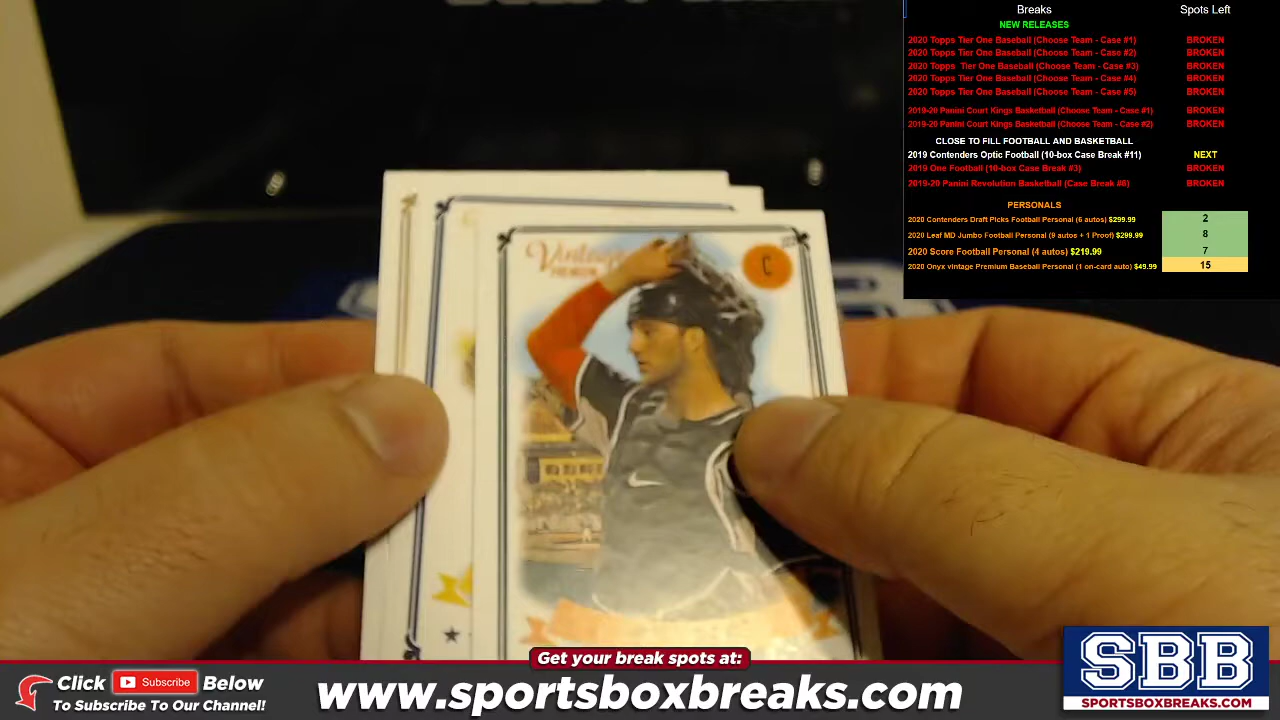 Breaks Spots Left
NEW RELEASES
2020 Topps Tier One Baseball (Choose Team - Case #1) BROKEN
2020 Topps Tier One Baseball (Choose Team - Case #2) BROKEN
2020 Topps Tier One Baseball (Choose Team - Case #3) BROKEN
2020 Topps Tier One Baseball (Choose Team - Case #4) BROKEN
2020 Topps Tier One Baseball (Choose Team - Case #5) BROKEN
2019-20 Panini Court Kings Basketball (Choose Team - Case #1) BROKEN
2019-20 Panini Court Kings Basketball (Choose Team - Case #2) BROKEN
CLOSE TO FILL FOOTBALL AND BASKETBALL
2019 Contenders Optic Football (10-box Case Break #11) NEXT
2019 One Football (10-box Case Break #3) BROKEN
2019-20 Panini Revolution Basketball (Case Break #6) BROKEN
PERSONALS
2020 Contenders Draft Picks Football Personal (6 autos) $299.99 2
2020 Leaf MD Jumbo Football Personal (9 autos + 1 Proof) $299.99 8
2020 Score Football Personal (4 autos) $219.99 7
2020 Onyx vintage Premium Baseball Personal (1 on-card auto) $49.99 15
C
Get your break spots at:
Click Subscribe Below
To Subscribe To Our Channel!
www.sportsboxbreaks.com
SBB
SPORTSBOXBREAKS.COM